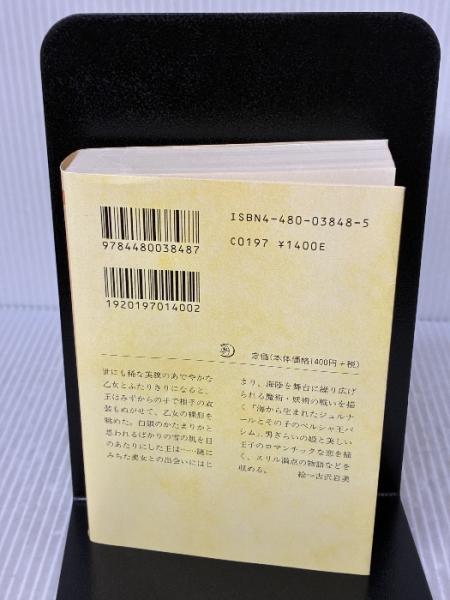 ISBN4-480-03848-5
9784480038487
C0197 ¥1400E
1920197014002
定価(本体価格1400円+税)
世にも稀な美貌のあでやかな
乙女とふたりきりになると、
王はみずからの手で相手の衣
装もぬがせて、乙女の裸形を
眺めた。白銀のかたまりかと
思われるばかりの雪の肌を目
のあたりにした王は……謎に
みちた美女との出会いにはじ
まり、海陸を舞台に繰り広げ
られる魔術・妖術の戦いを描
く『海から生まれたジュルナ
ールとその子のペルシャ王バ
シム』、男ぎらいの姫と美しい
王子のロマンチックな恋を描
く、スリル満点の物語などを
収める。
絵=古沢岩美